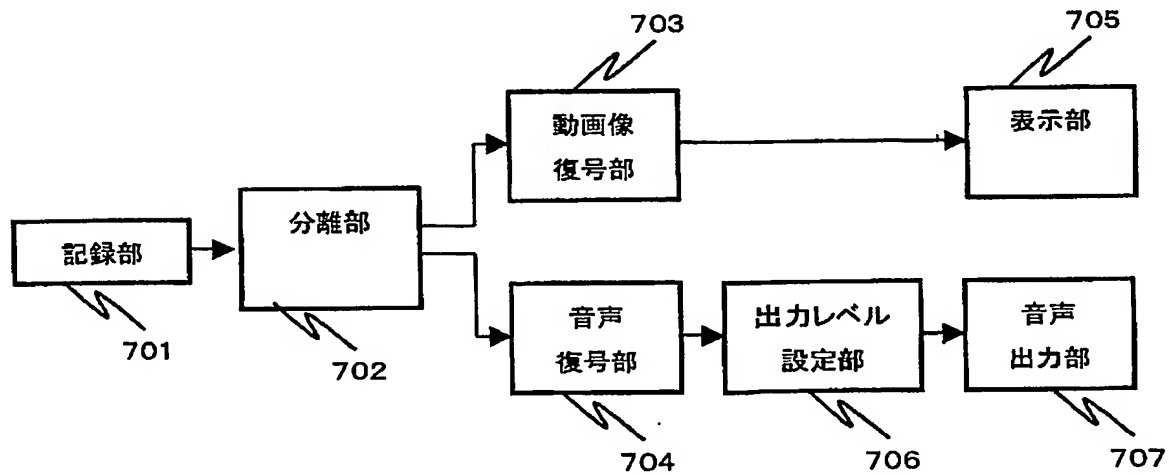 703
705
動画像
復号部
表示部
分離部
記録部
701
702
音声
復号部
出力レベル
設定部
音声
出力部
704
706
707